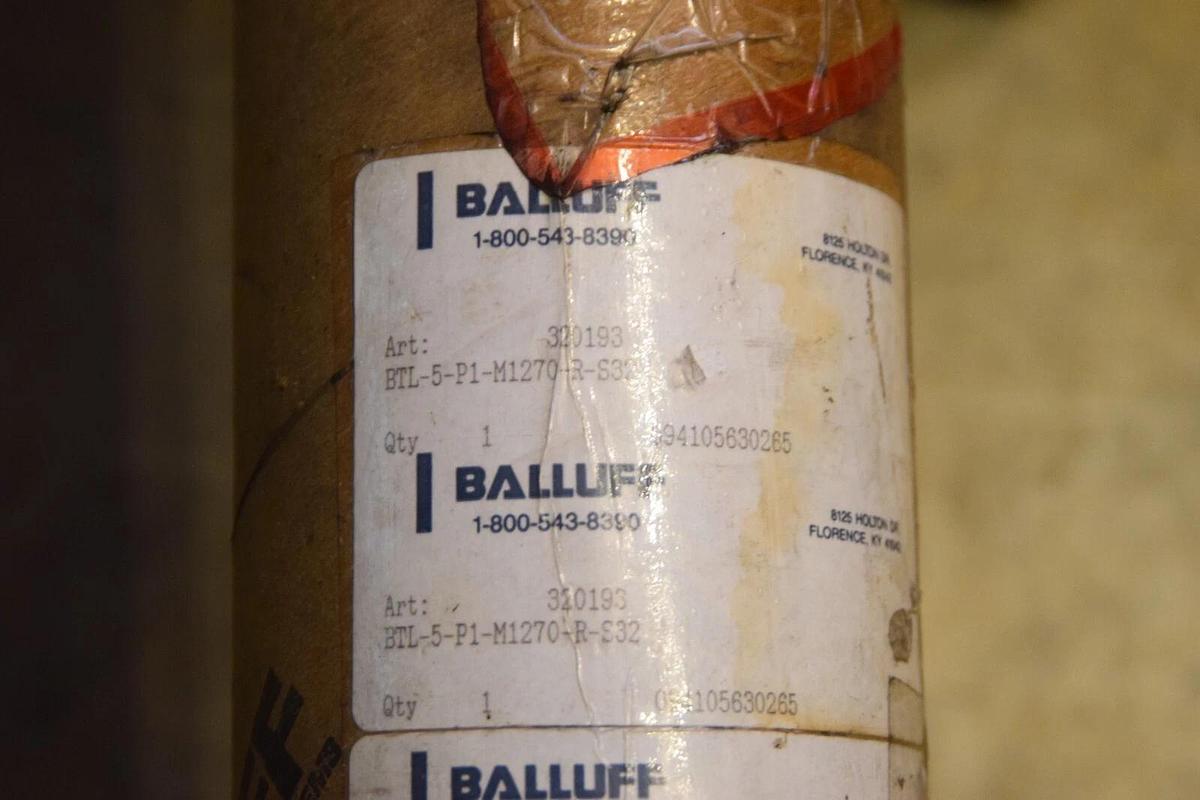 BALLUFF
1-800-543-8390
8125 HOLTON DR.
FLORENCE, KY
Art: 320193
BTL-5-P1-M1270-R-S32
Qty 1 094105630265
BALLUFF
1-800-543-8390
8125 HOLTON DR.
FLORENCE, KY
Art: 320193
BTL-5-P1-M1270-R-S32
Qty 1 094105630265
BALLUFF